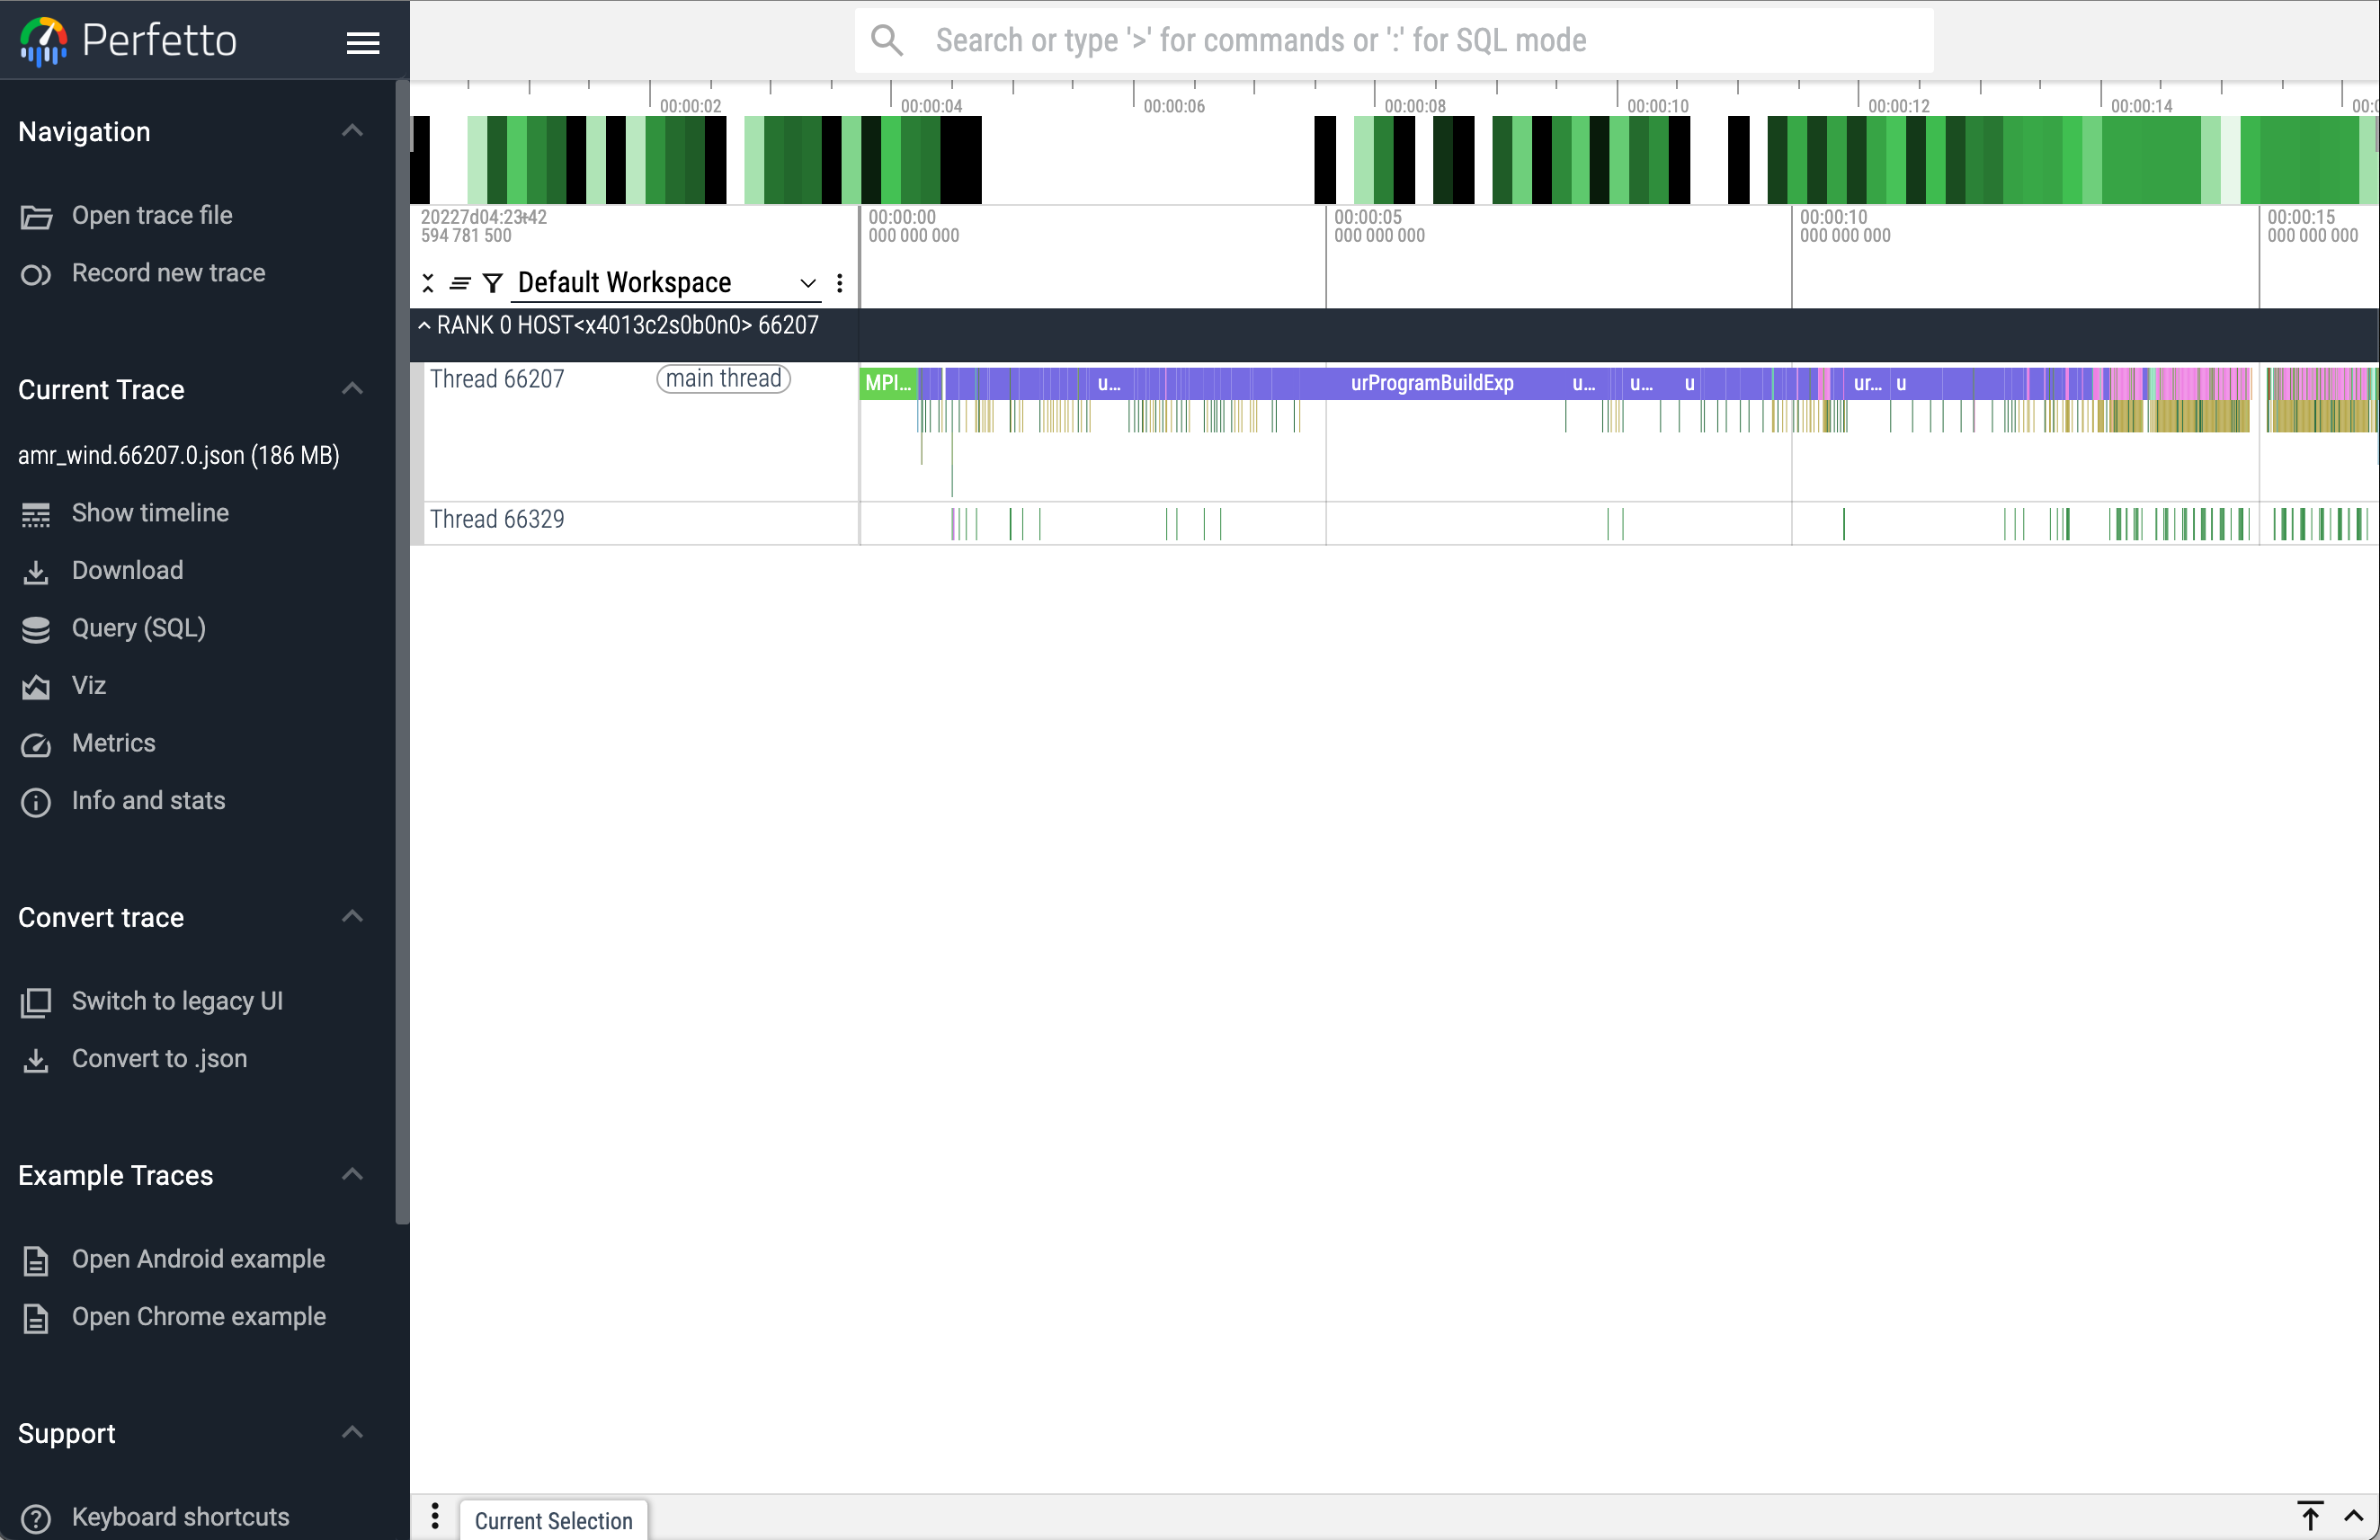 Perfetto
Search or type '>' for commands or ':' for SQL mode
Navigation
Open trace file
Record new trace
Current Trace
amr_wind.66207.0.json (186 MB)
Show timeline
Download
Query (SQL)
Viz
Metrics
Info and stats
Convert trace
Switch to legacy UI
Convert to .json
Example Traces
Open Android example
Open Chrome example
Support
Keyboard shortcuts
00:00:02 00:00:04 00:00:06 00:00:08 00:00:10 00:00:12 00:00:14
594 781 500
00:00:00 00:00:05 00:00:10 00:00:15
000 000 000 000 000 000 000 000 000 000 000 000
Default Workspace
RANK 0 HOST<x4013c2s0b0n0> 66207
Thread 66207 main thread
MPI... u... urProgramBuildExp u... u... u ur... u
Thread 66329
Current Selection